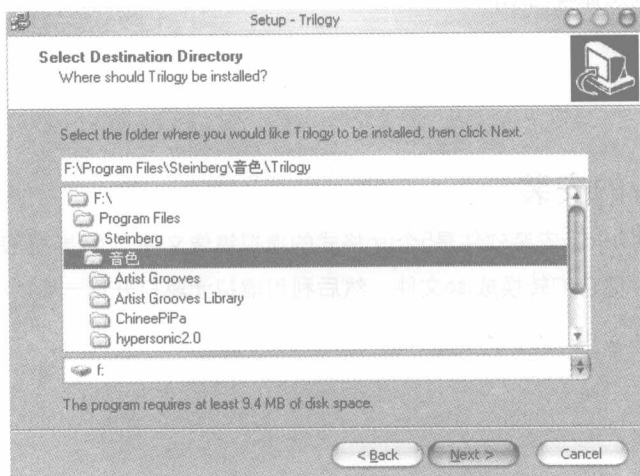 Setup - Trilogy
Select Destination Directory
Where should Trilogy be installed?
Select the folder where you would like Trilogy to be installed, then click Next.
F:\Program Files\Steinberg\音色\Trilogy
F:\
Program Files
Steinberg
音色
Artist Grooves
Artist Grooves Library
ChineePiPa
hypersonic2.0
f:
The program requires at least 9.4 MB of disk space.
< Back
Next >
Cancel